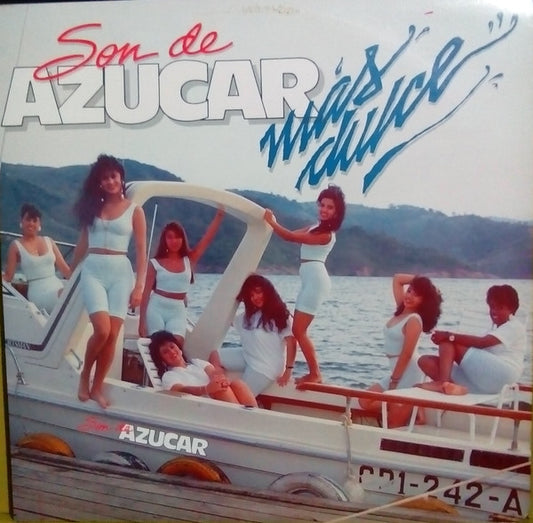 Son de
AZUCAR
más
dulce
Son de
AZUCAR
CP1-242-A